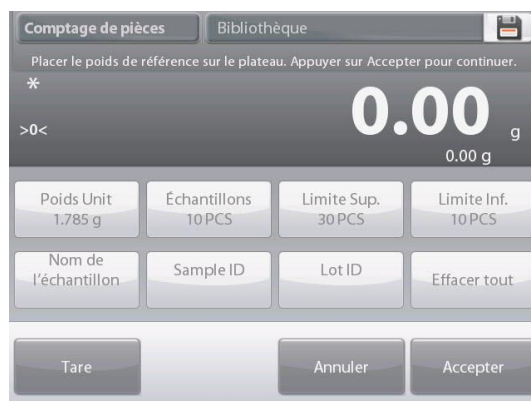 Comptage de pièces Bibliothèque
Placer le poids de référence sur le plateau. Appuyer sur Accepter pour continuer.
*
>0< 0.00 g
0.00 g
Poids Unit Échantillons Limite Sup. Limite Inf.
1.785 g 10 PCS 30 PCS 10 PCS
Nom de
l'échantillon Sample ID Lot ID Effacer tout
Tare Annuler Accepter